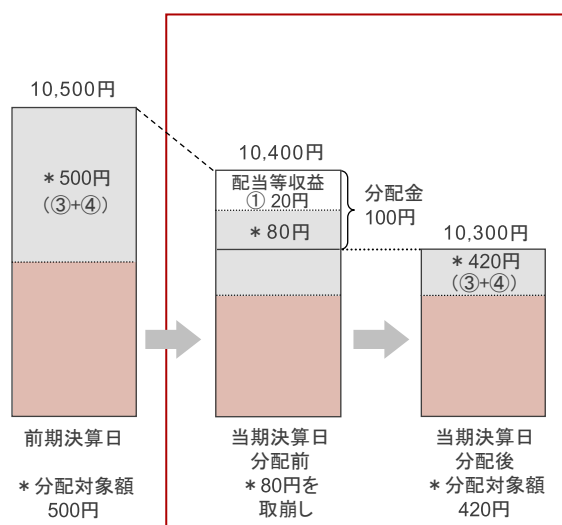 10,500円
＊500円
（③+④）
前期決算日
＊分配対象額
500円
10,400円
配当等収益
① 20円
＊80円
分配金
100円
当期決算日
分配前
＊80円を
取崩し
10,300円
＊420円
（③+④）
当期決算日
分配後
＊分配対象額
420円